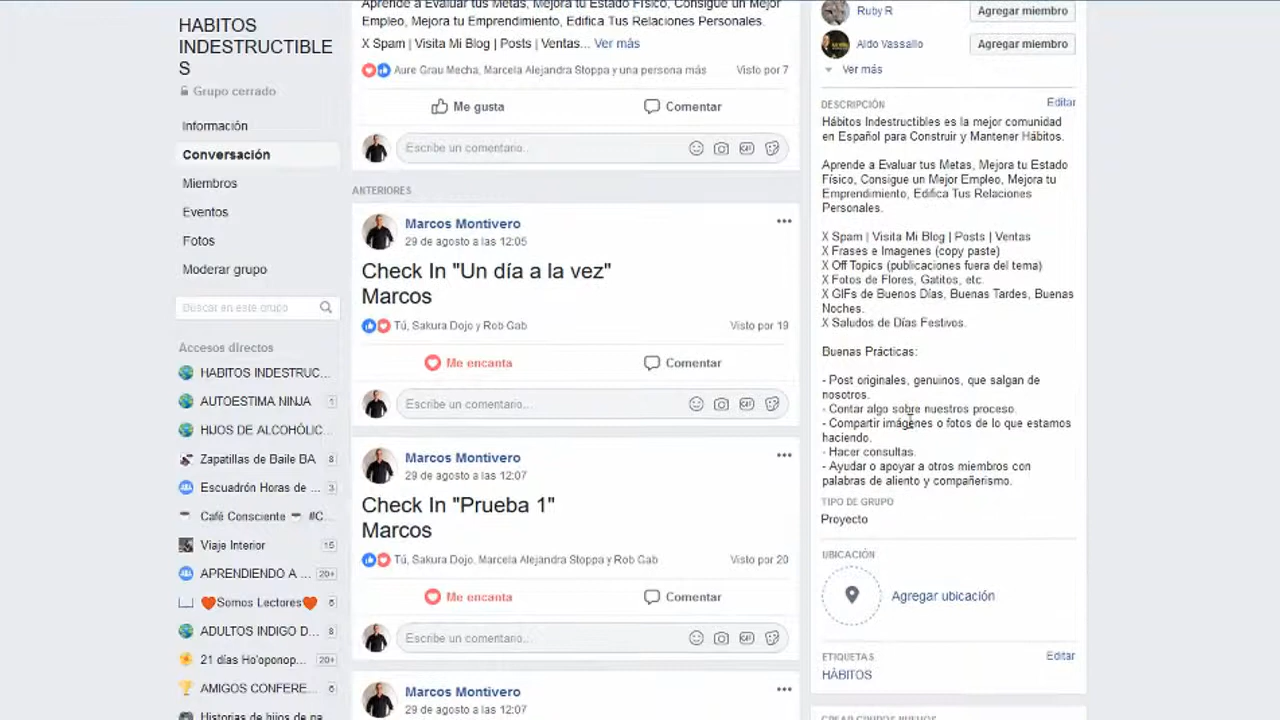 HABITOS
INDESTRUCTIBLE
S
Grupo cerrado
Información
Conversación
Miembros
Eventos
Fotos
Moderar grupo
Buscar en este grupo
Accesos directos
HABITOS INDESTRUC...
AUTOESTIMA NINJA 1
HIJOS DE ALCOHÓLIC...
Zapatillas de Baile BA 8
Escuadrón Horas de ... 3
Café Consciente #C...
Viaje Interior 15
APRENDIENDO A ... 20+
Somos Lectores 6
ADULTOS INDIGO D... 8
21 días Ho'oponop... 20+
AMIGOS CONFERE... 6
Historias de hijos de pa
Aprende a Evaluar tus Metas, Mejora tu Estado Físico, Consigue un Mejor
Empleo, Mejora tu Emprendimiento, Edifica Tus Relaciones Personales.
X Spam | Visita Mi Blog | Posts | Ventas... Ver más
Aure Grau Mecha, Marcela Alejandra Stoppa y una persona más Visto por 7
Me gusta Comentar
Escribe un comentario...
ANTERIORES
Marcos Montivero
29 de agosto a las 12:05
Check In "Un día a la vez"
Marcos
Tú, Sakura Dojo y Rob Gab Visto por 19
Me encanta Comentar
Escribe un comentario...
Marcos Montivero
29 de agosto a las 12:07
Check In "Prueba 1"
Marcos
Tú, Sakura Dojo, Marcela Alejandra Stoppa y Rob Gab Visto por 20
Me encanta Comentar
Escribe un comentario...
Marcos Montivero
29 de agosto a las 12:07
Ruby R Agregar miembro
Aldo Vassallo Agregar miembro
Ver más
DESCRIPCIÓN Editar
Hábitos Indestructibles es la mejor comunidad
en Español para Construir y Mantener Hábitos.
Aprende a Evaluar tus Metas, Mejora tu Estado
Físico, Consigue un Mejor Empleo, Mejora tu
Emprendimiento, Edifica Tus Relaciones
Personales.
X Spam | Visita Mi Blog | Posts | Ventas
X Frases e Imagenes (copy paste)
X Off Topics (publicaciones fuera del tema)
X Fotos de Flores, Gatitos, etc.
X GIFs de Buenos Días, Buenas Tardes, Buenas
Noches.
X Saludos de Días Festivos.
Buenas Prácticas:
- Post originales, genuinos, que salgan de
nosotros.
- Contar algo sobre nuestros proceso.
- Compartir imágenes o fotos de lo que estamos
haciendo.
- Hacer consultas.
- Ayudar o apoyar a otros miembros con
palabras de aliento y compañerismo.
TIPO DE GRUPO
Proyecto
UBICACIÓN
Agregar ubicación
ETIQUETAS Editar
HÁBITOS
CREAR GRUPOS NUEVOS